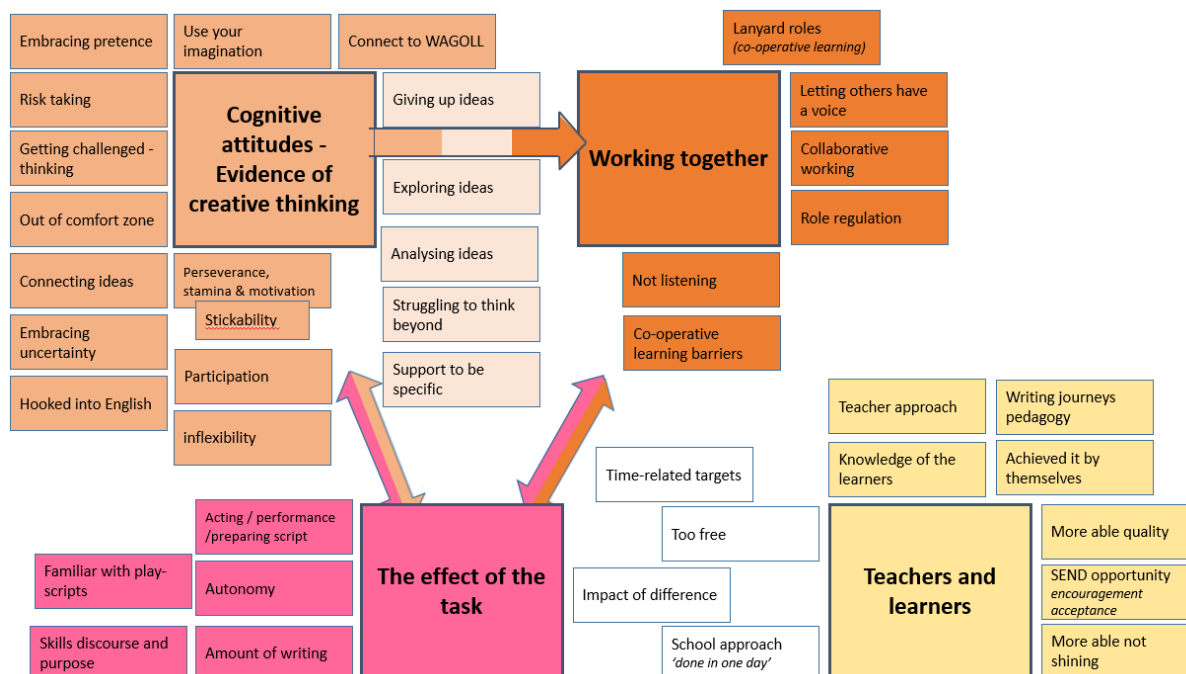 Embracing pretence
Use your
imagination
Connect to WAGOLL
Risk taking
Getting challenged -
thinking
Out of comfort zone
Connecting ideas
Embracing
uncertainty
Hooked into English
Cognitive
attitudes -
Evidence of
creative thinking
Perseverance,
stamina & motivation
Stickability
Participation
inflexibility
Giving up ideas
Exploring ideas
Analysing ideas
Struggling to think
beyond
Support to be
specific
Lanyard roles
(co-operative learning)
Working together
Letting others have
a voice
Collaborative
working
Role regulation
Not listening
Co-operative
learning barriers
Acting / performance
/preparing script
Familiar with play-
scripts
Autonomy
Skills discourse and
purpose
Amount of writing
The effect of the
task
Time-related targets
Too free
Impact of difference
School approach
'done in one day'
Teacher approach
Writing journeys
pedagogy
Knowledge of the
learners
Achieved it by
themselves
Teachers and
learners
More able quality
SEND opportunity
encouragement
acceptance
More able not
shining